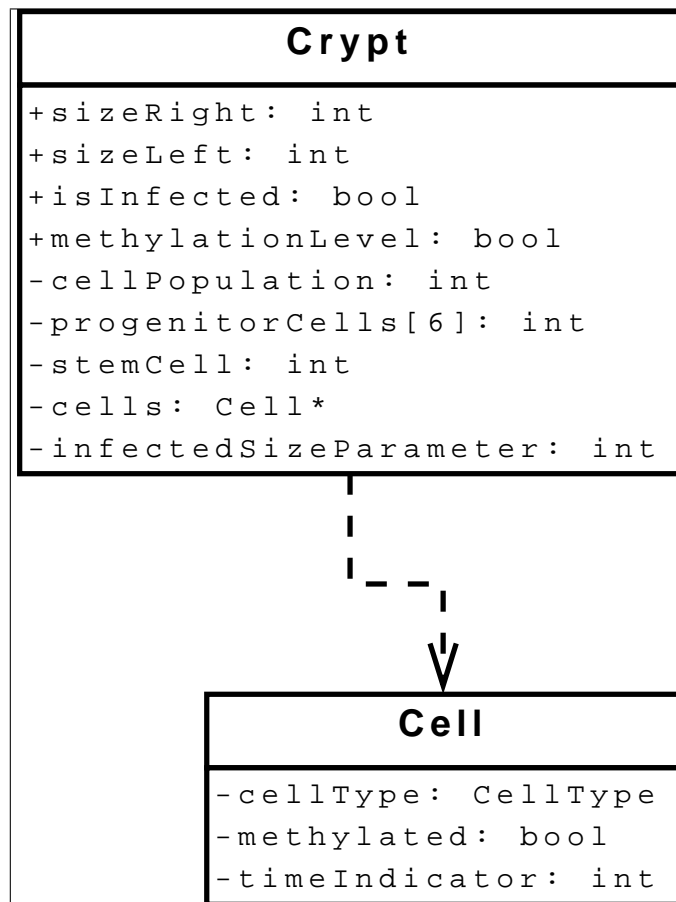 Crypt
+sizeRight: int
+sizeLeft: int
+isInfected: bool
+methylationLevel: bool
-cellPopulation: int
-progenitorCells[6]: int
-stemCell: int
-cells: Cell*
-infectedSizeParameter: int
Cell
-cellType: CellType
-methylated: bool
-timeIndicator: int